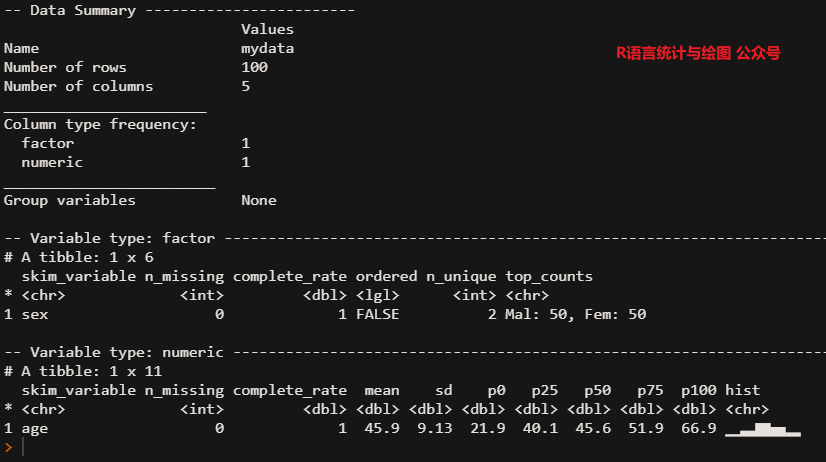 -- Data Summary ------------------------
                           Values
Name                       mydata
R语言统计与绘图 公众号
Number of rows             100
Number of columns          5
_______________________
Column type frequency:
  factor                   1
  numeric                  1
________________________
Group variables            None
-- Variable type: factor --------------------------------------------------------------------
# A tibble: 1 x 6
  skim_variable n_missing complete_rate ordered n_unique top_counts
* <chr>             <int>         <dbl> <lgl>      <int> <chr>
1 sex                   0             1 FALSE          2 Mal: 50, Fem: 50
-- Variable type: numeric -------------------------------------------------------------------
# A tibble: 1 x 11
  skim_variable n_missing complete_rate  mean    sd    p0   p25   p50   p75  p100 hist
* <chr>             <int>         <dbl> <dbl> <dbl> <dbl> <dbl> <dbl> <dbl> <dbl> <chr>
1 age                   0             1  45.9  9.13  21.9  40.1  45.6  51.9  66.9 ▁▂▇▅▂
>